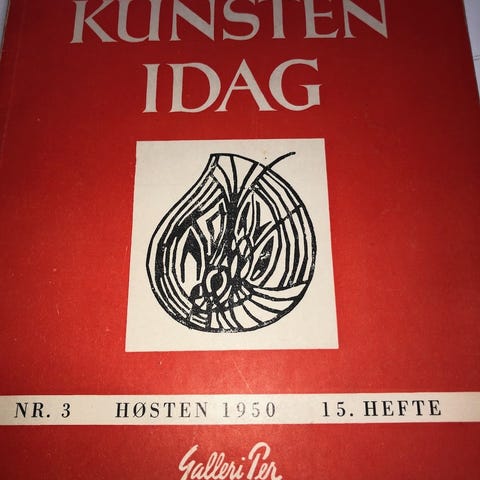 KUNSTEN
IDAG
NR. 3 HØSTEN 1950 15. HEFTE
Galleri Per